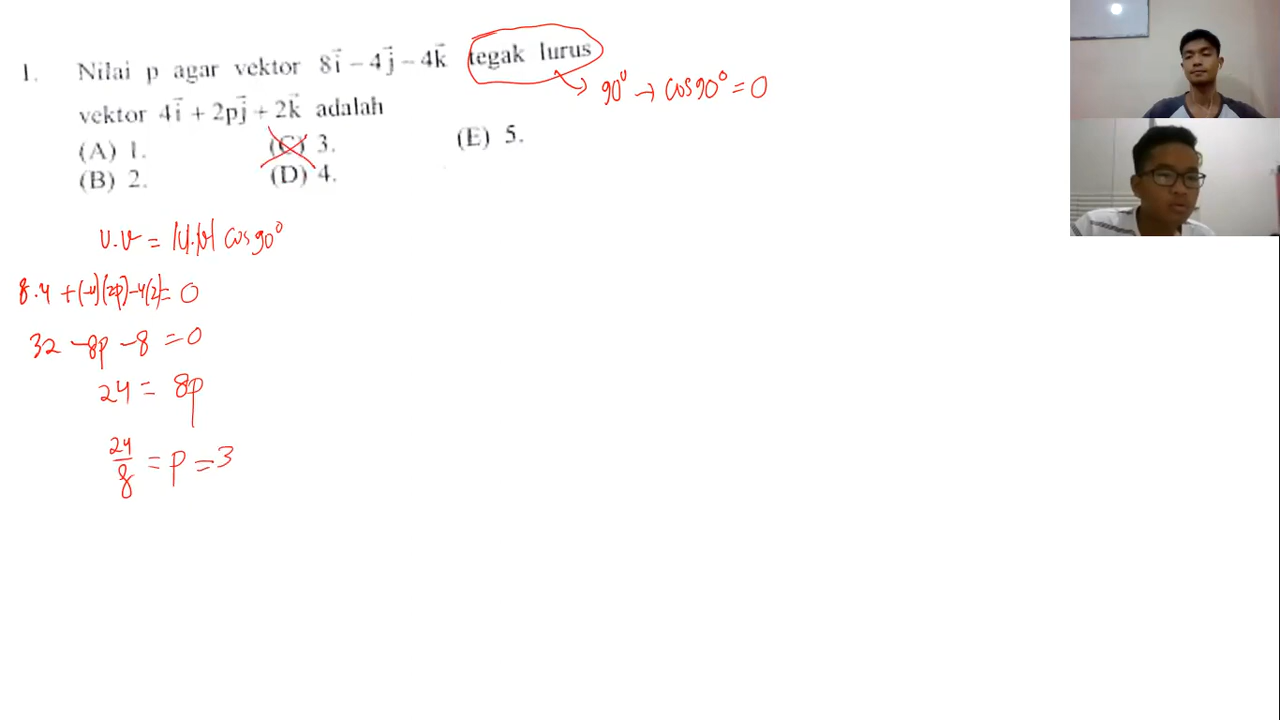 1. Nilai p agar vektor 8i⃗ − 4j⃗ − 4k⃗ tegak lurus
90° → cos 90° = 0
vektor 4i⃗ + 2pj⃗ + 2k⃗ adalah
(A) 1. (C) 3. (E) 5.
(B) 2. (D) 4.
u.v = |u|.|v| cos 90°
8.4 + (-4)(2p) - 4(2) = 0
32 - 8p - 8 = 0
24 = 8p
24/8 = p = 3